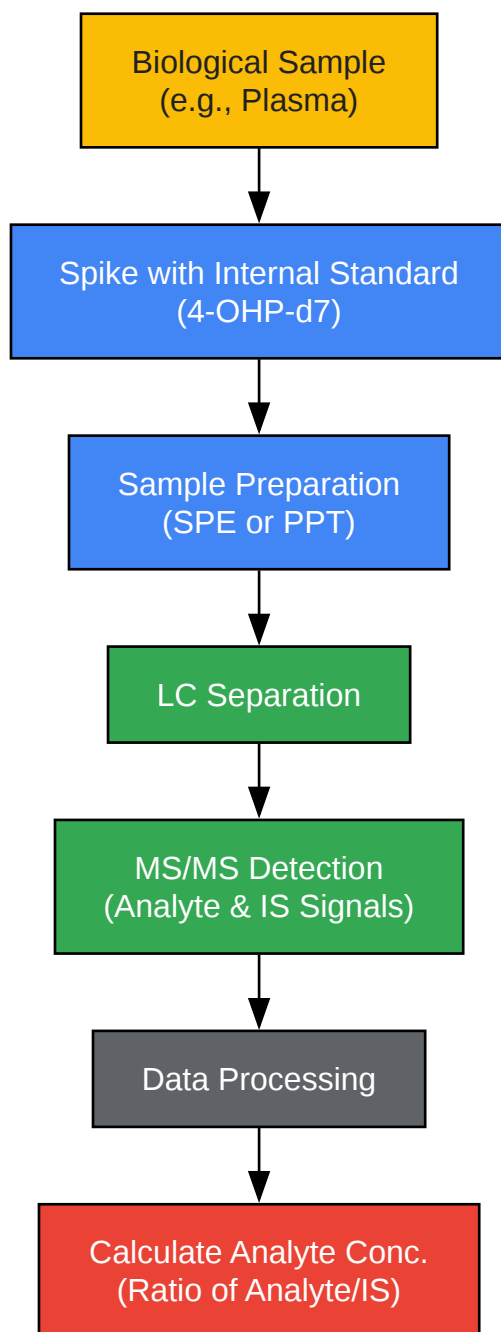 Biological Sample
(e.g., Plasma)
Spike with Internal Standard
(4-OHP-d7)
Sample Preparation
(SPE or PPT)
LC Separation
MS/MS Detection
(Analyte & IS Signals)
Data Processing
Calculate Analyte Conc.
(Ratio of Analyte/IS)